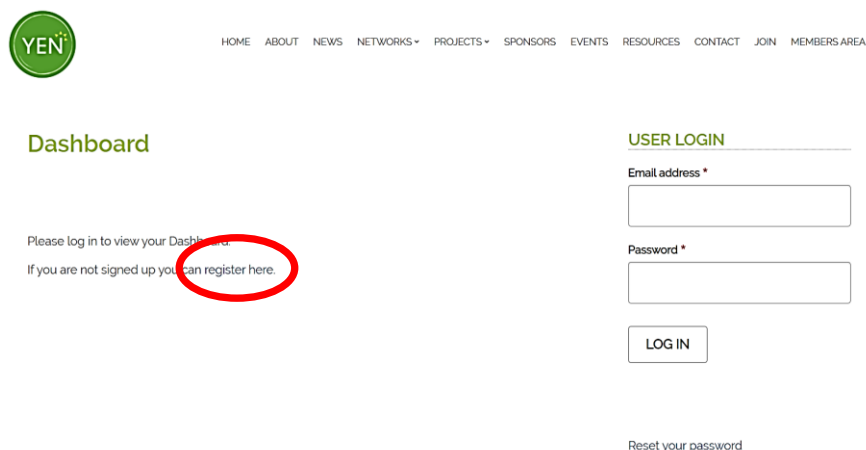 YEN
HOME ABOUT NEWS NETWORKS PROJECTS SPONSORS EVENTS RESOURCES CONTACT JOIN MEMBERS AREA
Dashboard
Please log in to view your Dashboard.
If you are not signed up you can register here.
USER LOGIN
Email address *
Password *
LOG IN
Reset your password